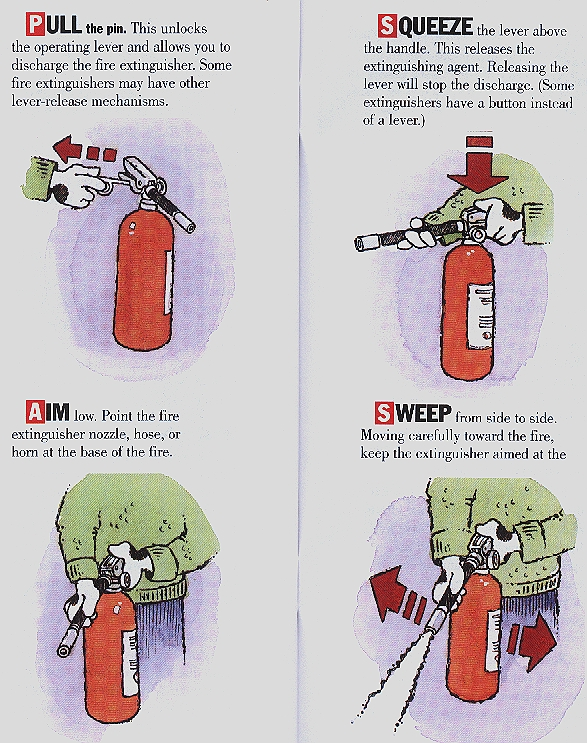 PULL the pin. This unlocks
the operating lever and allows you to
discharge the fire extinguisher. Some
fire extinguishers may have other
lever-release mechanisms.
AIM low. Point the fire
extinguisher nozzle, hose, or
horn at the base of the fire.
SQUEEZE the lever above
the handle. This releases the
extinguishing agent. Releasing the
lever will stop the discharge. (Some
extinguishers have a button instead
of a lever.)
SWEEP from side to side.
Moving carefully toward the fire,
keep the extinguisher aimed at the